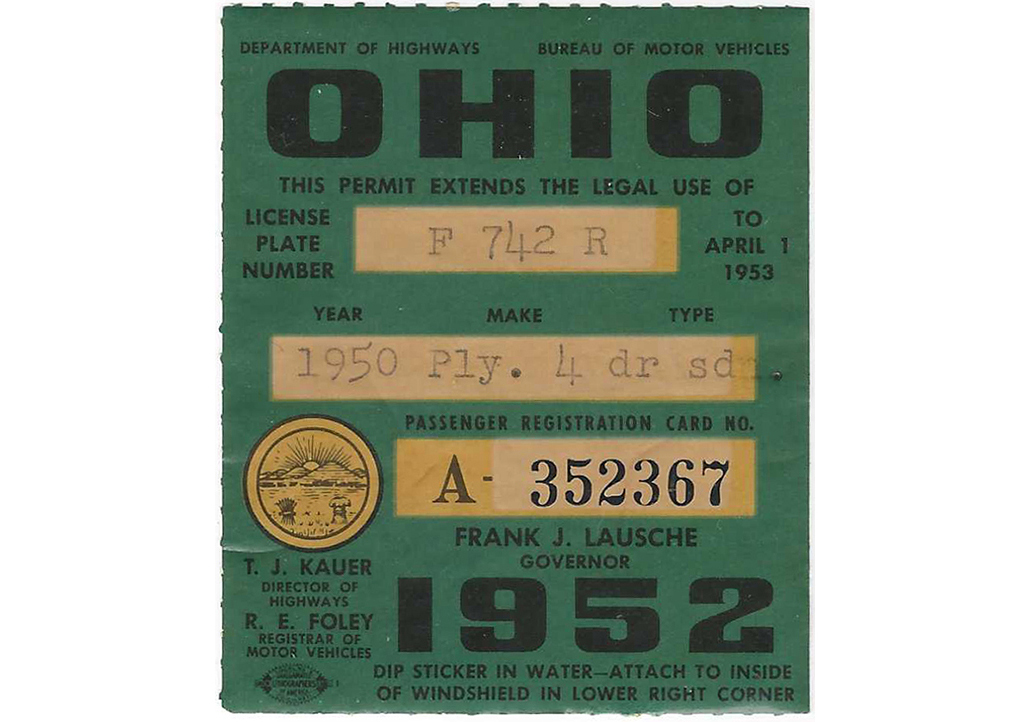 DEPARTMENT OF HIGHWAYS BUREAU OF MOTOR VEHICLES
OHIO
THIS PERMIT EXTENDS THE LEGAL USE OF
LICENSE PLATE NUMBER
F 742 R
TO APRIL 1 1953
YEAR MAKE TYPE
1950 Ply. 4 dr sdn.
PASSENGER REGISTRATION CARD NO.
A- 352367
FRANK J. LAUSCHE
GOVERNOR
T. J. KAUER
DIRECTOR OF
HIGHWAYS
R. E. FOLEY
REGISTRAR OF
MOTOR VEHICLES
1952
DIP STICKER IN WATER—ATTACH TO INSIDE
OF WINDSHIELD IN LOWER RIGHT CORNER